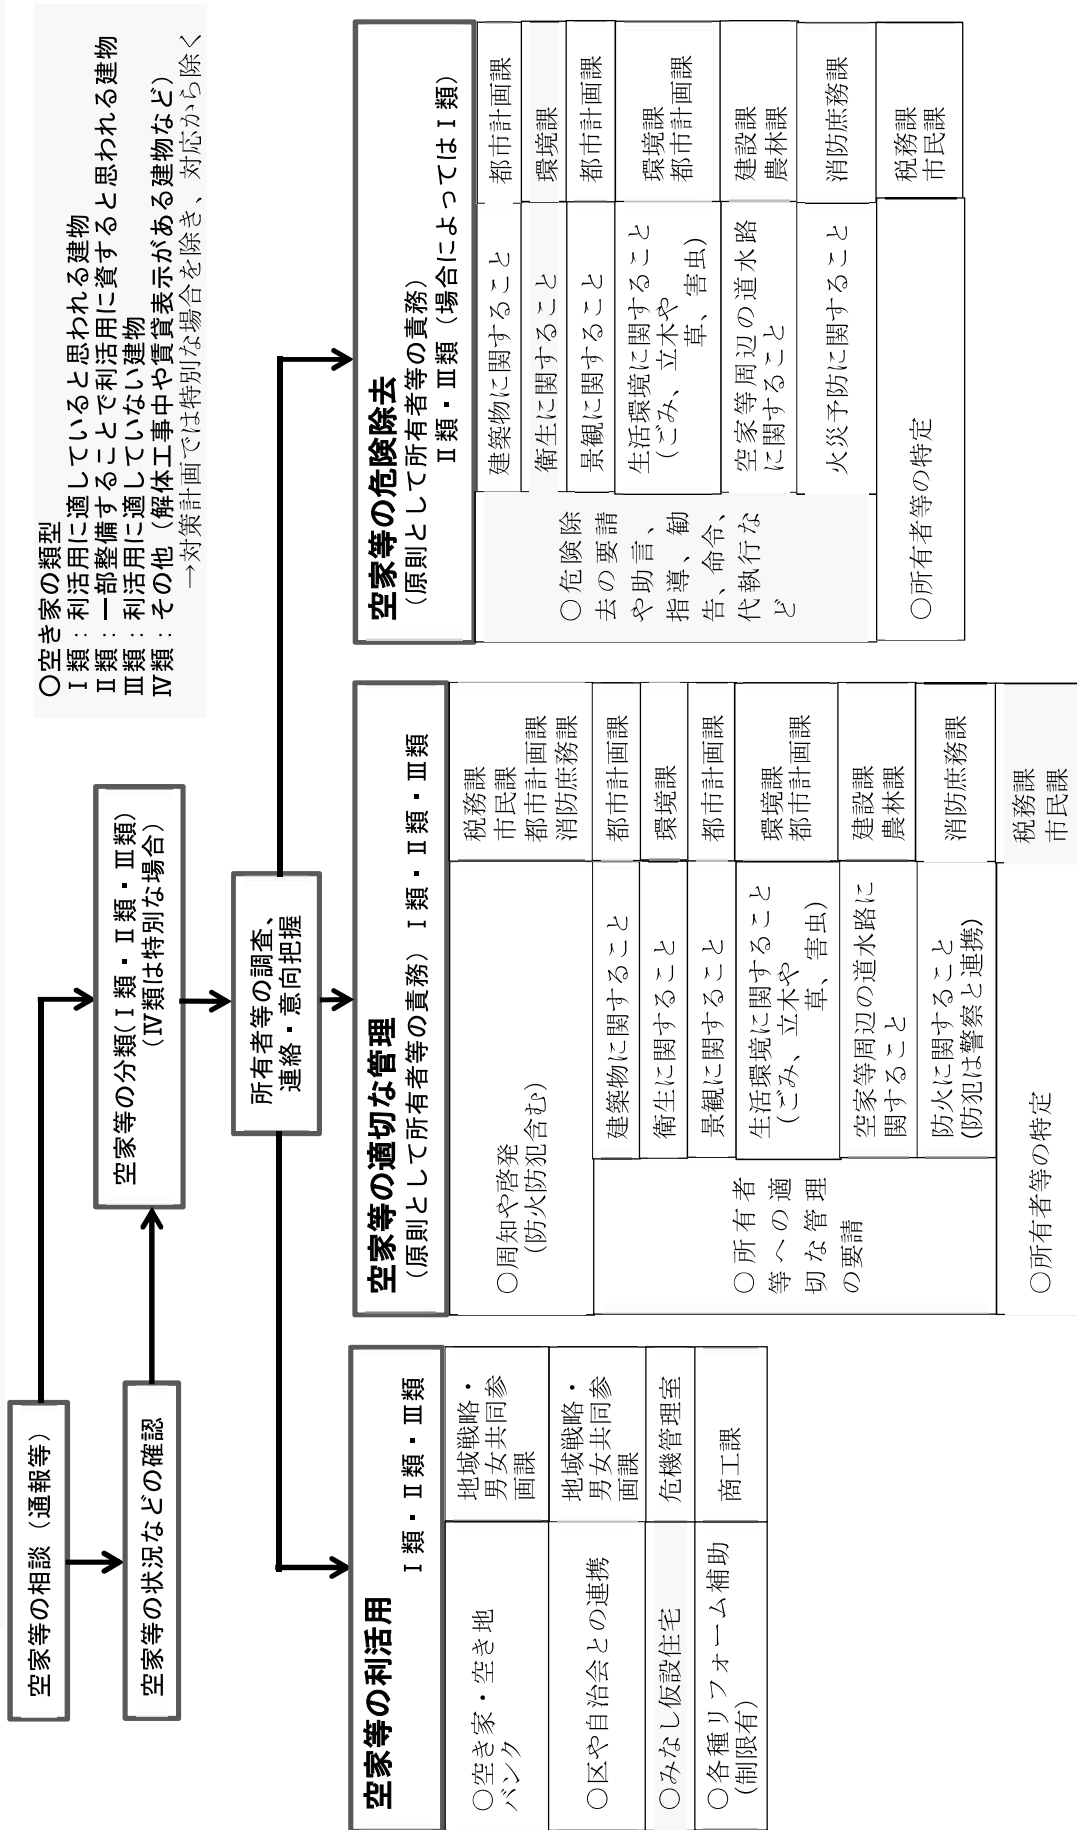 空家等の相談（通報等）
空家等の状況などの確認
空家等の分類（Ⅰ類・Ⅱ類・Ⅲ類）
（Ⅳ類は特別な場合）
所有者等の調査、
連絡・意向把握
○空き家の類型
Ⅰ類：利活用に適していると思われる建物
Ⅱ類：一部整備することで利活用に資すると思われる建物
Ⅲ類：利活用に適していない建物
Ⅳ類：その他（解体工事中や賃貸表示がある建物など）
→対策計画では特別な場合を除き、対応から除く
空家等の利活用
Ⅰ類・Ⅱ類・Ⅲ類
○空き家・空き地
バンク
地域戦略・
男女共同参
画課
○区や自治会との連携
地域戦略・
男女共同参
画課
○みなし仮設住宅
危機管理室
○各種リフォーム補助
（制限有）
商工課
空家等の適切な管理
（原則として所有者等の責務）Ⅰ類・Ⅱ類・Ⅲ類
○周知や啓発
（防火防犯含む）
税務課
市民課
都市計画課
消防庶務課
○所有者
等への適
切な管理
の要請
建築物に関すること
都市計画課
衛生に関すること
環境課
景観に関すること
都市計画課
生活環境に関すること
（ごみ、立木や
草、害虫）
環境課
都市計画課
空家等周辺の道水路に
関すること
建設課
農林課
防火に関すること
（防犯は警察と連携）
消防庶務課
○所有者等の特定
税務課
市民課
空家等の危険除去
（原則として所有者等の責務）
Ⅱ類・Ⅲ類（場合によってはⅠ類）
○危険除
去の要請
や助言、
指導、勧
告、命令、
代執行な
ど
建築物に関すること
都市計画課
衛生に関すること
環境課
景観に関すること
都市計画課
生活環境に関すること
（ごみ、立木や
草、害虫）
環境課
都市計画課
空家等周辺の道水路
に関すること
建設課
農林課
火災予防に関すること
消防庶務課
○所有者等の特定
税務課
市民課